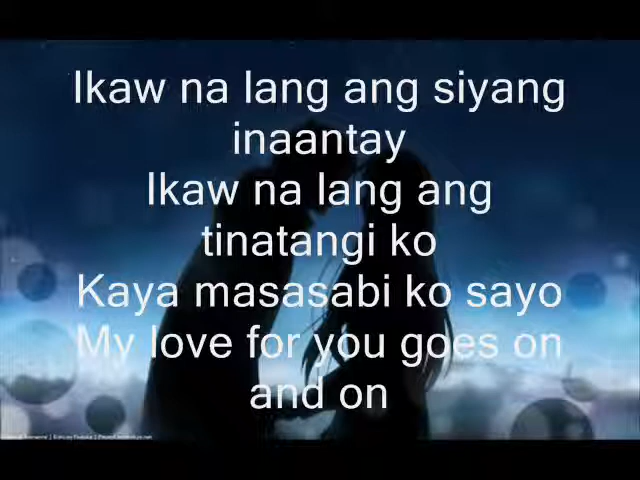 Ikaw na lang ang siyang
inaantay
Ikaw na lang ang
tinatangi ko
Kaya masasabi ko sayo
My love for you goes on
and on